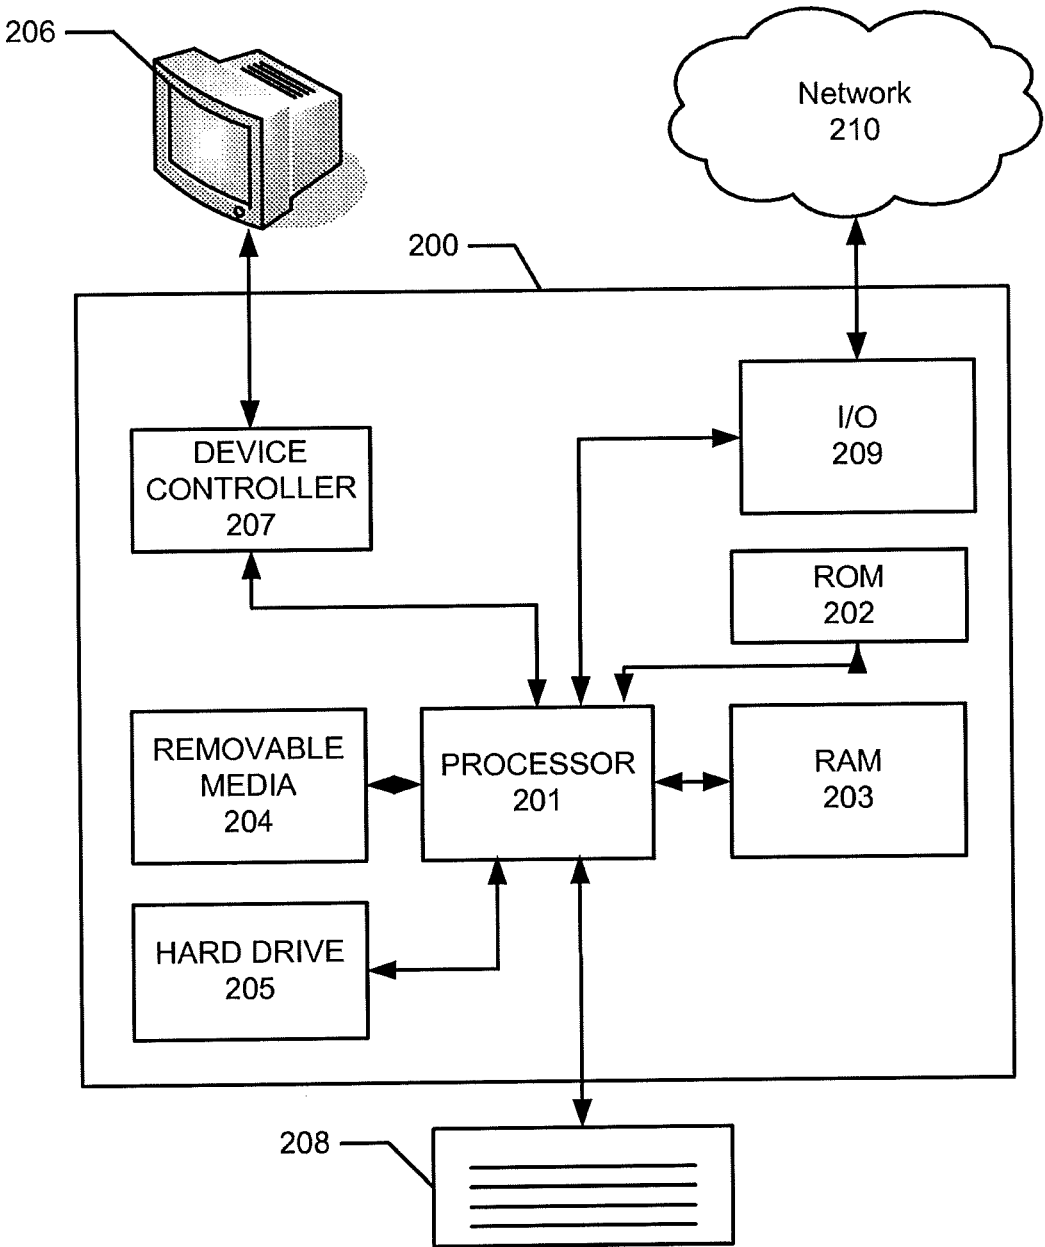 206
Network
210
200
I/O
209
DEVICE
CONTROLLER
207
ROM
202
REMOVABLE
MEDIA
204
PROCESSOR
201
RAM
203
HARD DRIVE
205
208